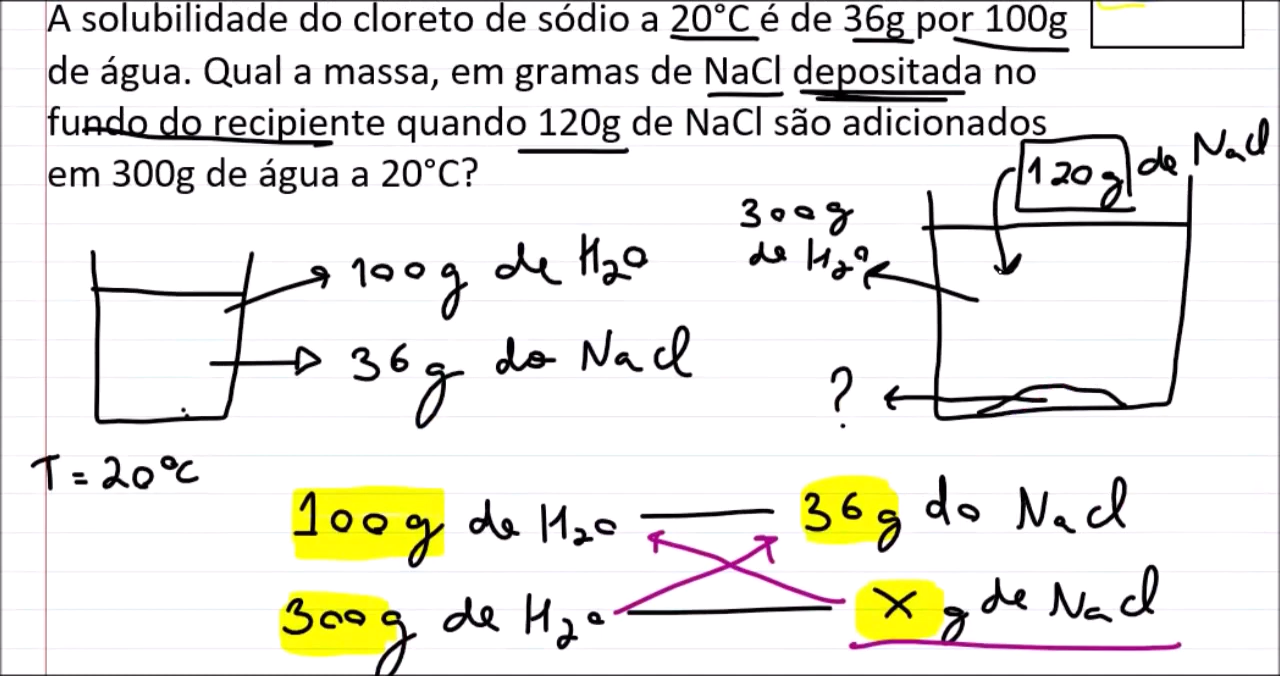 A solubilidade do cloreto de sódio a 20°C é de 36g por 100g
de água. Qual a massa, em gramas de NaCl depositada no
fundo do recipiente quando 120g de NaCl são adicionados
em 300g de água a 20°C?
120g de NaCl
300g
de H2O
100g de H2O
36g do NaCl
?
T = 20°C
100g de H2O 36g do NaCl
300g de H2O x g de NaCl